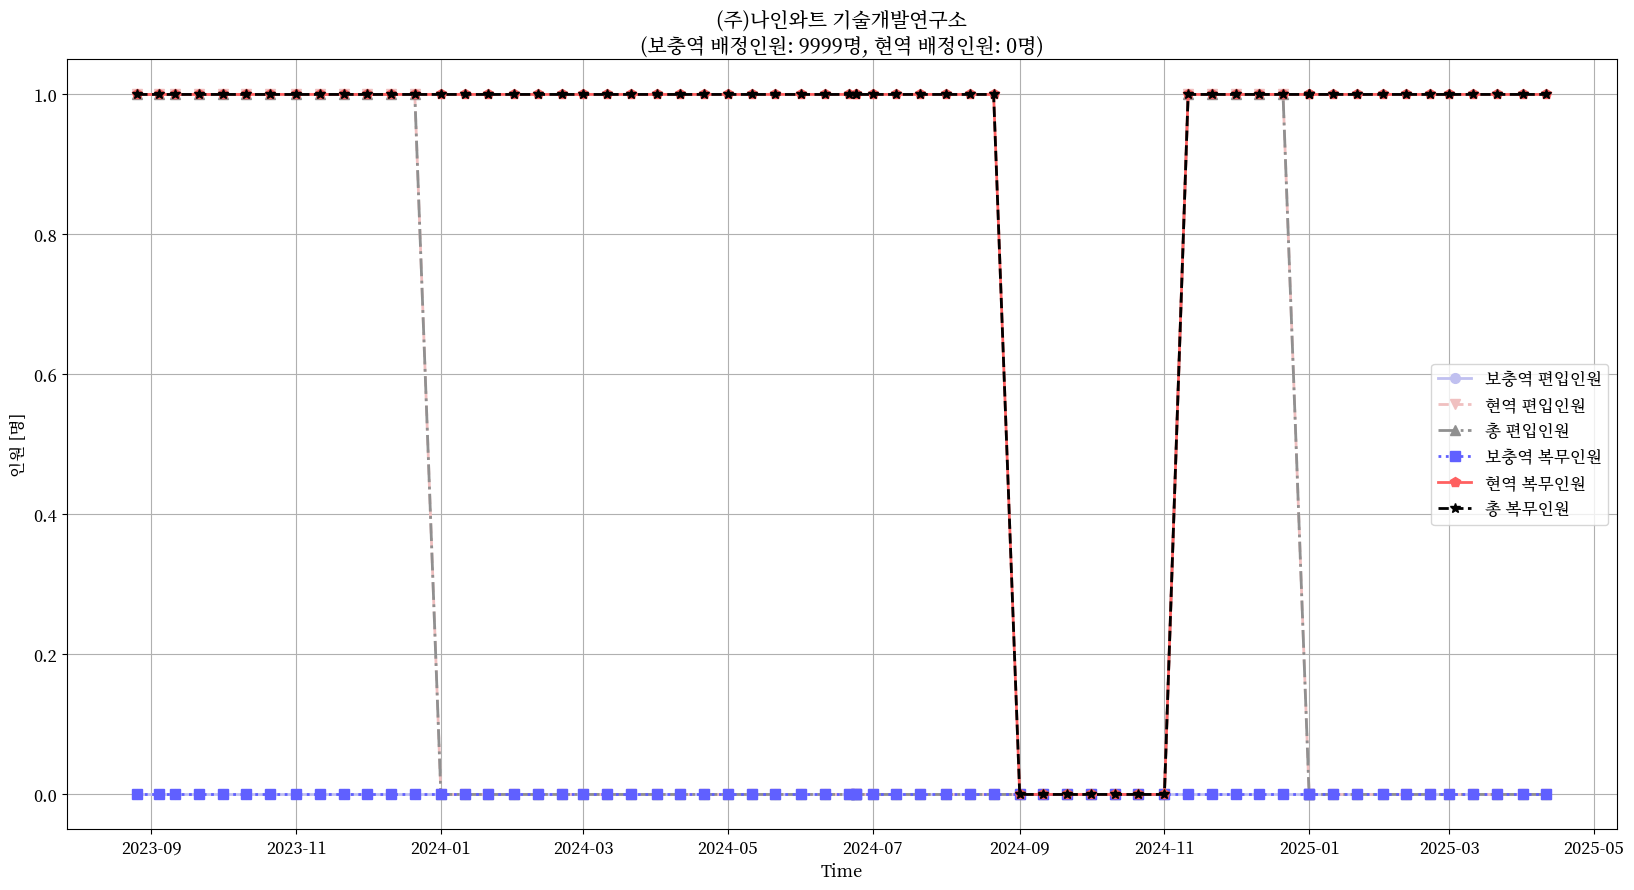 (주)나인와트 기술개발연구소
(보충역 배정인원: 9999명, 현역 배정인원: 0명)
1.0
0.8
0.6
0.4
0.2
0.0
인원 [명]
보충역 편입인원
현역 편입인원
총 편입인원
보충역 복무인원
현역 복무인원
총 복무인원
2023-09 2023-11 2024-01 2024-03 2024-05 2024-07 2024-09 2024-11 2025-01 2025-03 2025-05
Time